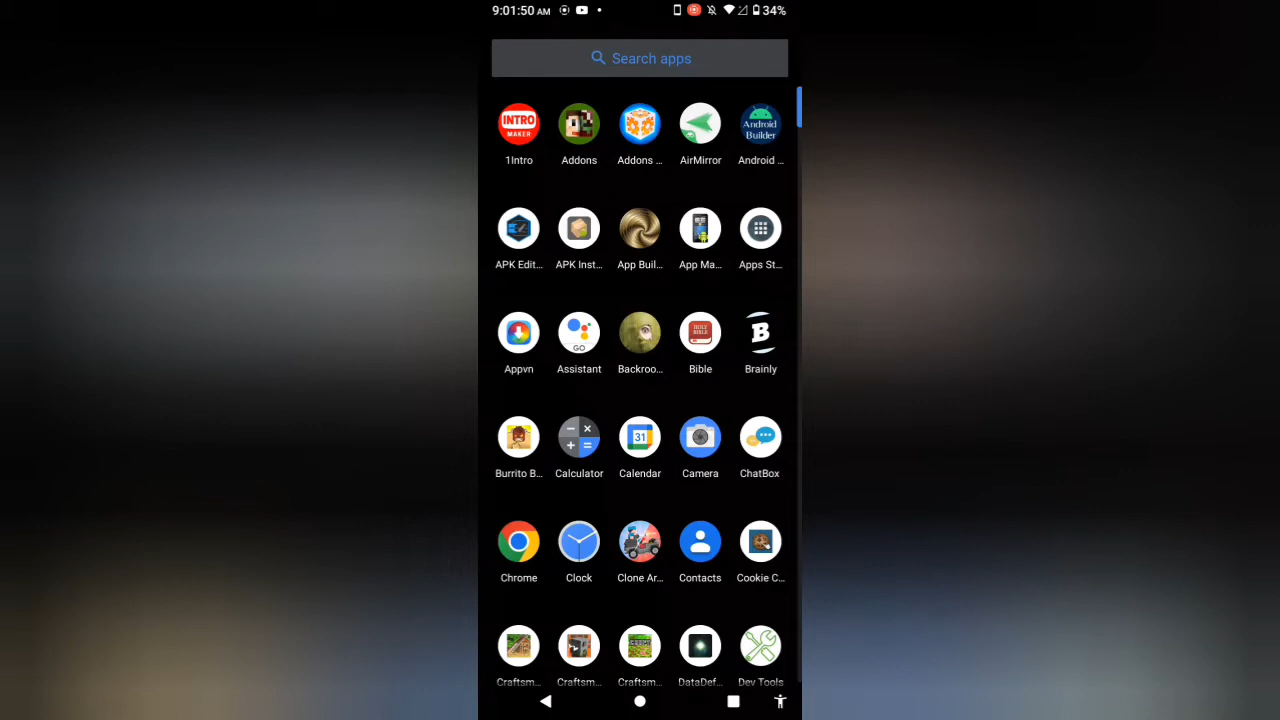 9:01:50 AM 34%
Search apps
INTRO MAKER Android Builder
1Intro Addons Addons ... AirMirror Android ...
APK Edit... APK Inst... App Buil... App Ma... Apps St...
GO HOLY BIBLE B
Appvn Assistant Backroo... Bible Brainly
31
Burrito B... Calculator Calendar Camera ChatBox
Chrome Clock Clone Ar... Contacts Cookie C...
Craftsm... Craftsm... Craftsm... DataDef... Dev Tools